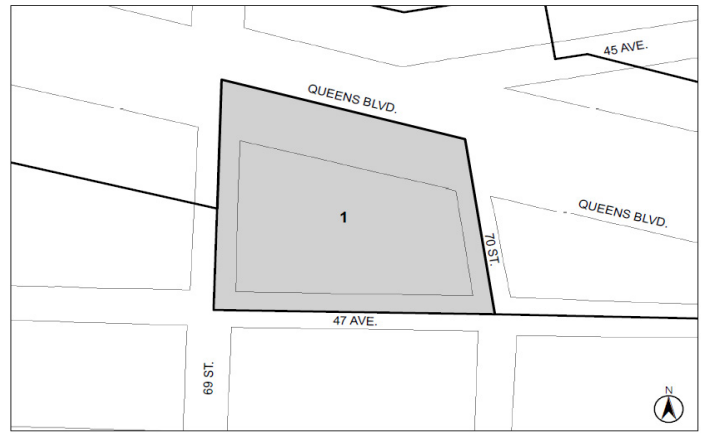 45 AVE.
QUEENS BLVD.
QUEENS BLVD.
1
70 ST.
47 AVE.
69 ST.
N